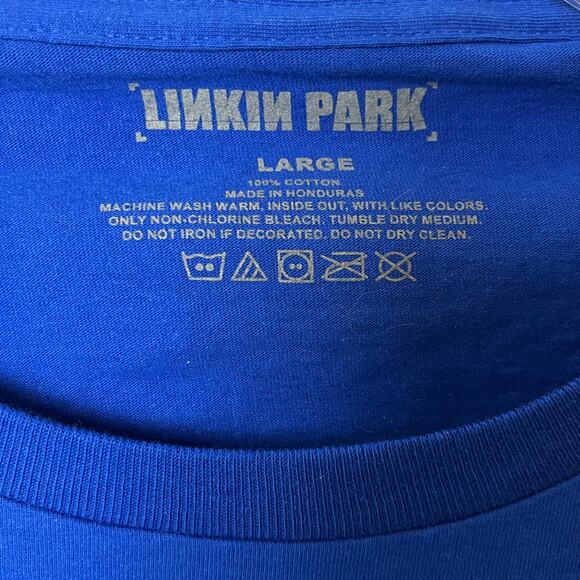 LINKIN PARK
LARGE
100% COTTON
MADE IN HONDURAS
MACHINE WASH WARM, INSIDE OUT, WITH LIKE COLORS.
ONLY NON-CHLORINE BLEACH. TUMBLE DRY MEDIUM.
DO NOT IRON IF DECORATED. DO NOT DRY CLEAN.